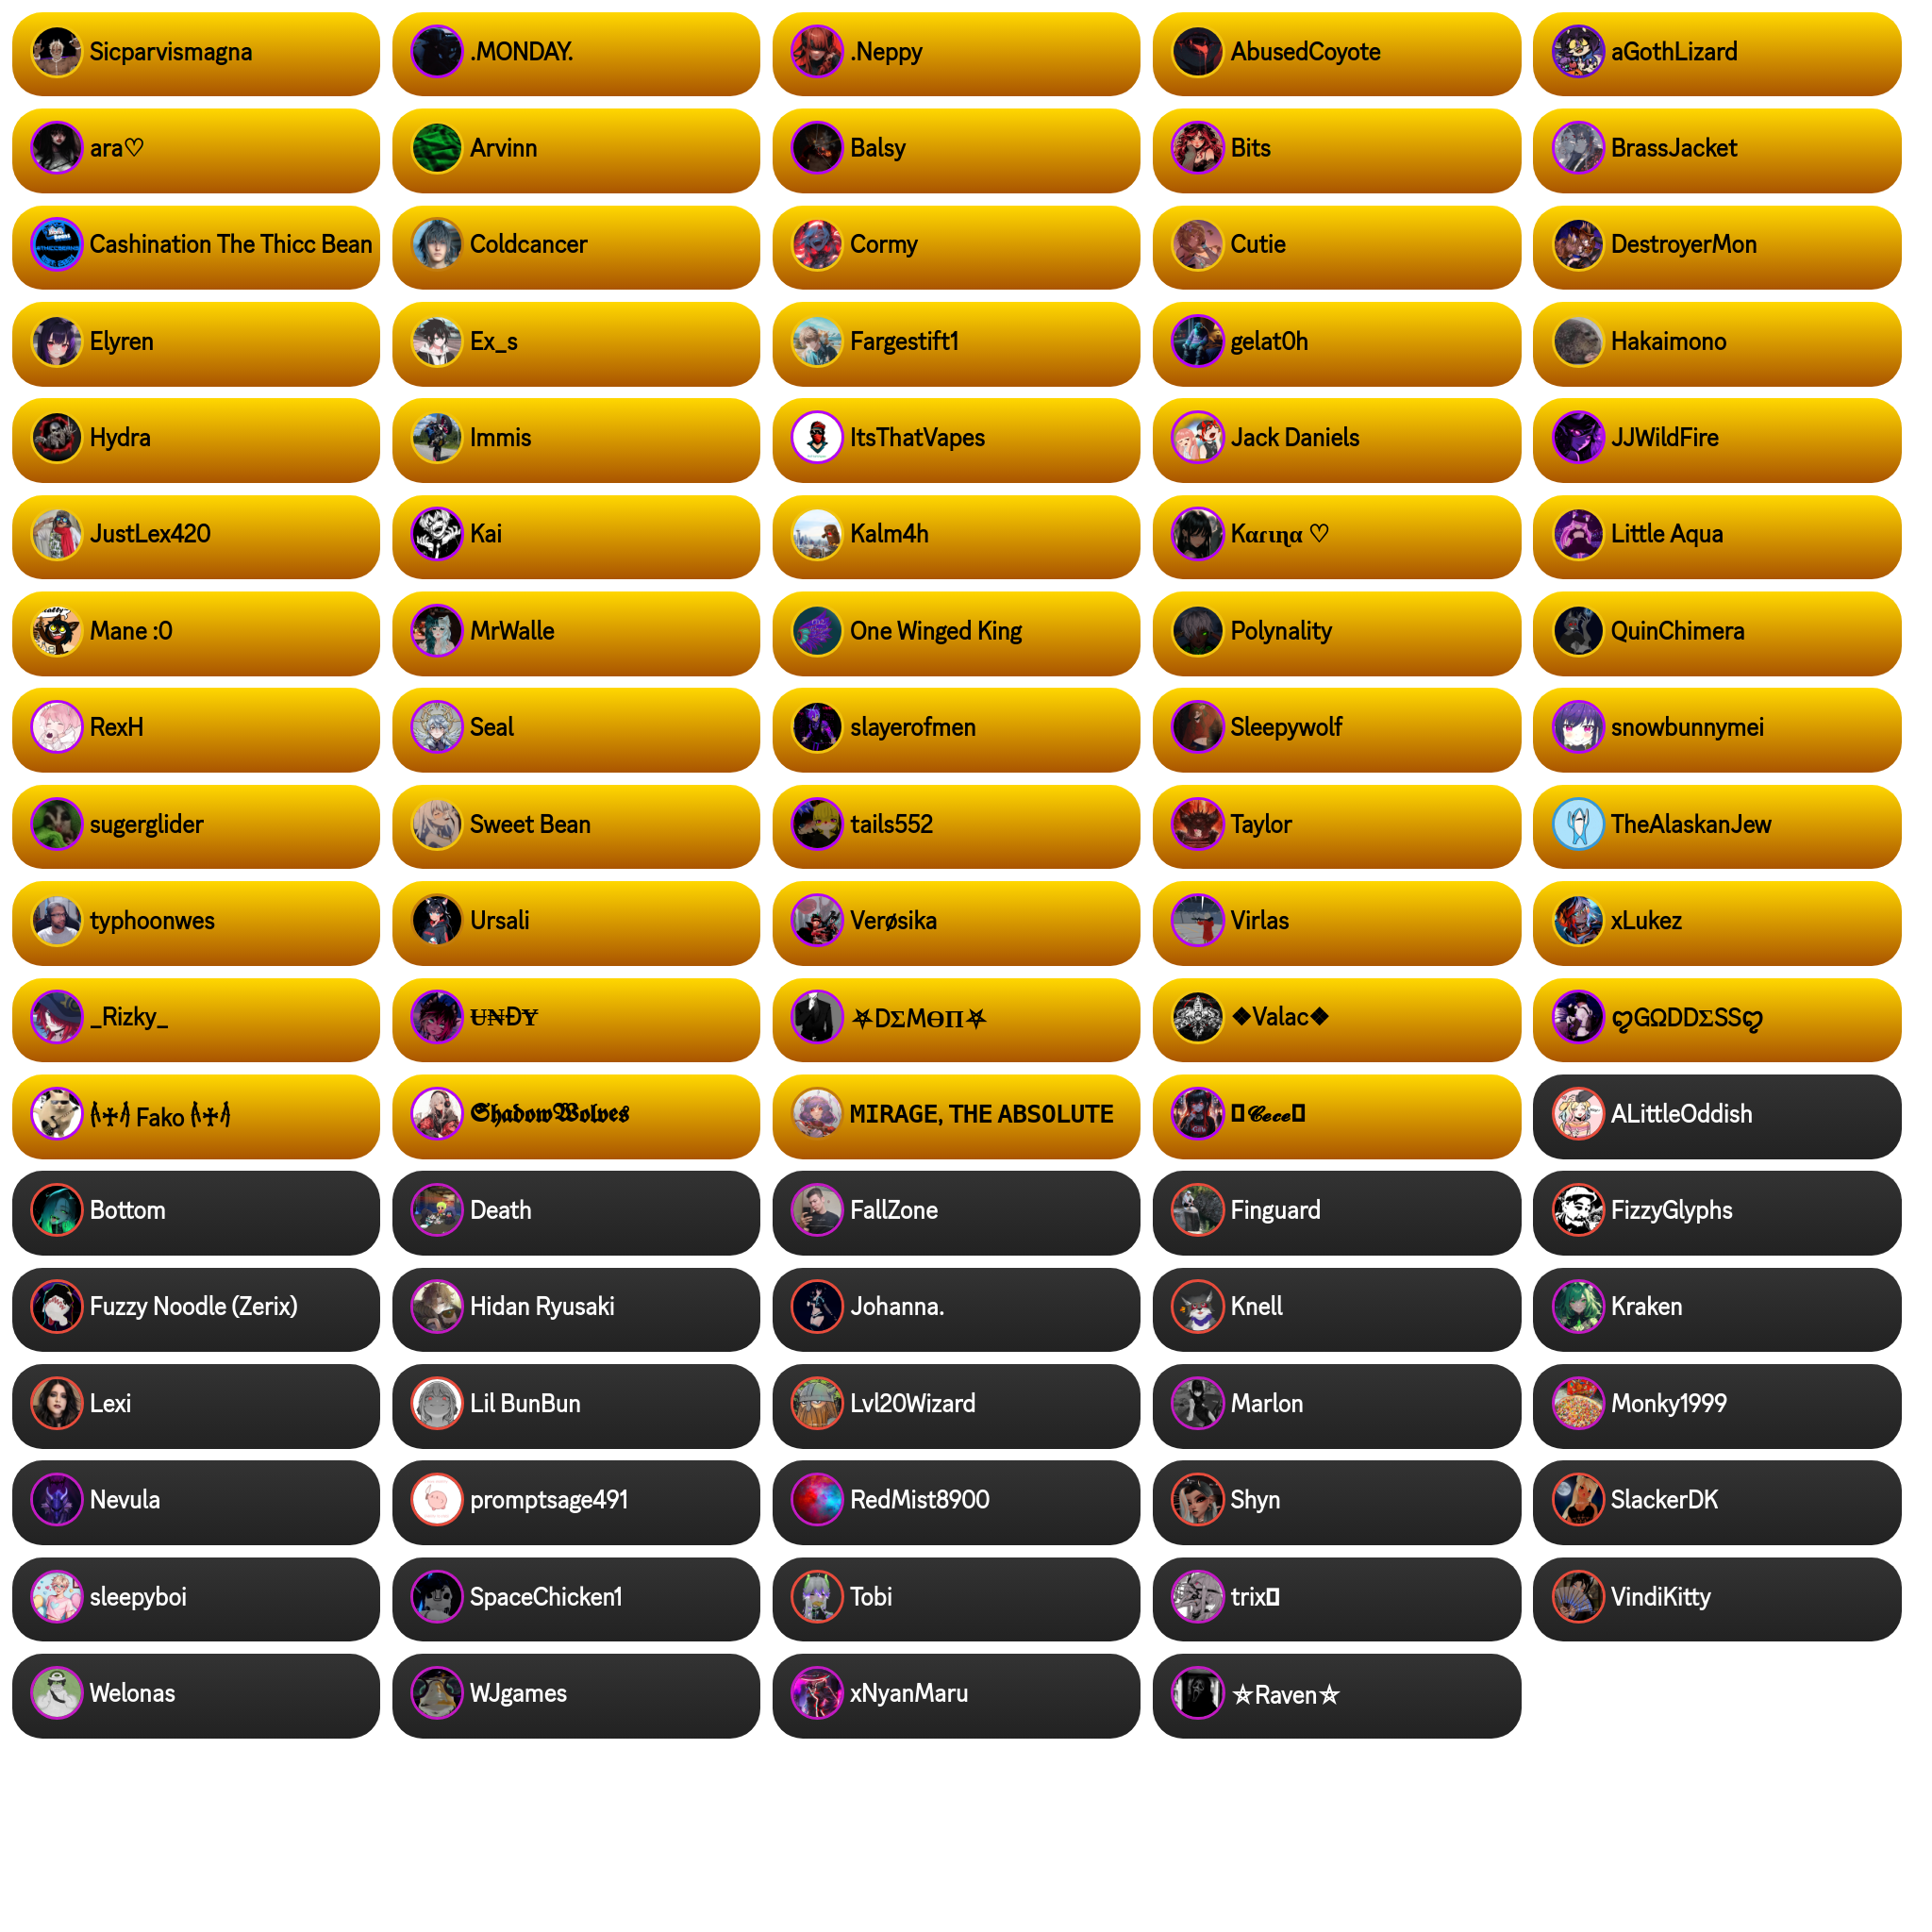 Sicparvismagna
.MONDAY.
.Neppy
AbusedCoyote
aGothLizard
ara♡
Arvinn
Balsy
Bits
BrassJacket
Cashination The Thicc Bean
Coldcancer
Cormy
Cutie
DestroyerMon
Elyren
Ex_s
Fargestift1
gelat0h
Hakaimono
Hydra
Immis
ItsThatVapes
Jack Daniels
JJWildFire
JustLex420
Kai
Kalm4h
Kαɾιɳα ♡
Little Aqua
Mane :0
MrWalle
One Winged King
Polynality
QuinChimera
RexH
Seal
slayerofmen
Sleepywolf
snowbunnymei
sugerglider
Sweet Bean
tails552
Taylor
TheAlaskanJew
typhoonwes
Ursali
Verøsika
Virlas
xLukez
_Rizky_
U̶₦ĐɎ
⛧DΣMӨП⛧
❖Valac❖
ღGΩDDΣSSღ
Fako
𝕾𝖍𝖆𝖉𝖔𝖜𝖂𝖔𝖑𝖛𝖊𝖘
MIRAGE, THE ABSOLUTE
𝓒𝓮𝓬𝓮
ALittleOddish
Bottom
Death
FallZone
Finguard
FizzyGlyphs
Fuzzy Noodle (Zerix)
Hidan Ryusaki
Johanna.
Knell
Kraken
Lexi
Lil BunBun
Lvl20Wizard
Marlon
Monky1999
Nevula
promptsage491
RedMist8900
Shyn
SlackerDK
sleepyboi
SpaceChicken1
Tobi
trix
VindiKitty
Welonas
WJgames
xNyanMaru
⛤Raven⛤